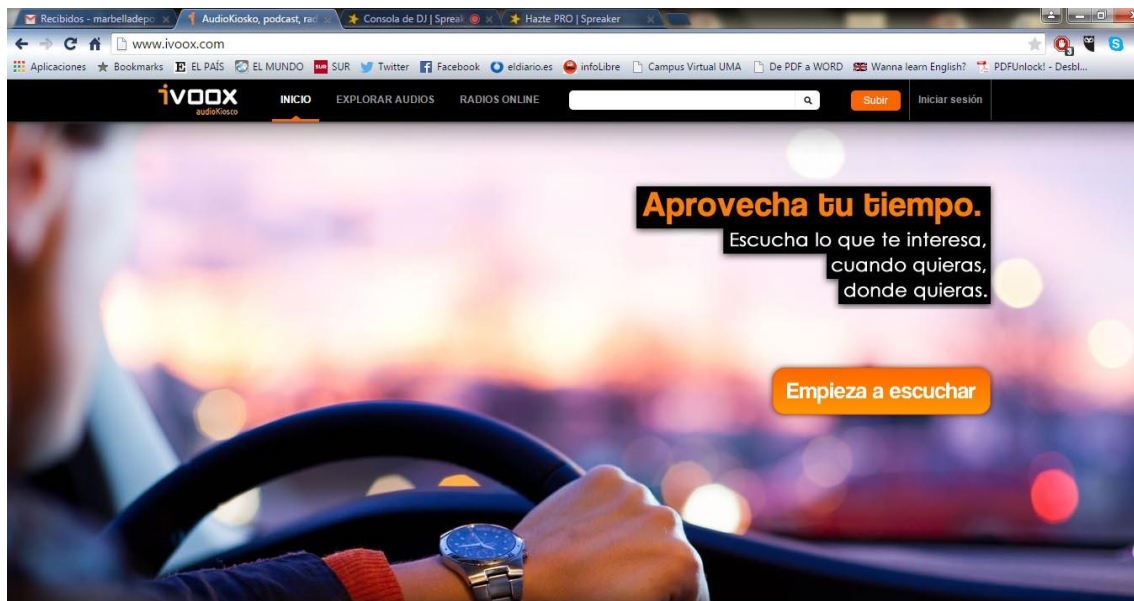 Recibidos - marbelladepo
AudioKiosko, podcast, rad
Consola de DJ | Spreak
Hazte PRO | Spreaker
www.ivoox.com
3
Aplicaciones Bookmarks EL PAÍS EL MUNDO SUR SUR Twitter Facebook eldiario.es infoLibre Campus Virtual UMA De PDF a WORD Wanna learn English? PDFUnlock! - Desbl...
ivoox
audioKiosco
INICIO EXPLORAR AUDIOS RADIOS ONLINE Subir Iniciar sesión
Aprovecha tu tiempo.
Escucha lo que te interesa,
cuando quieras,
donde quieras.
Empieza a escuchar